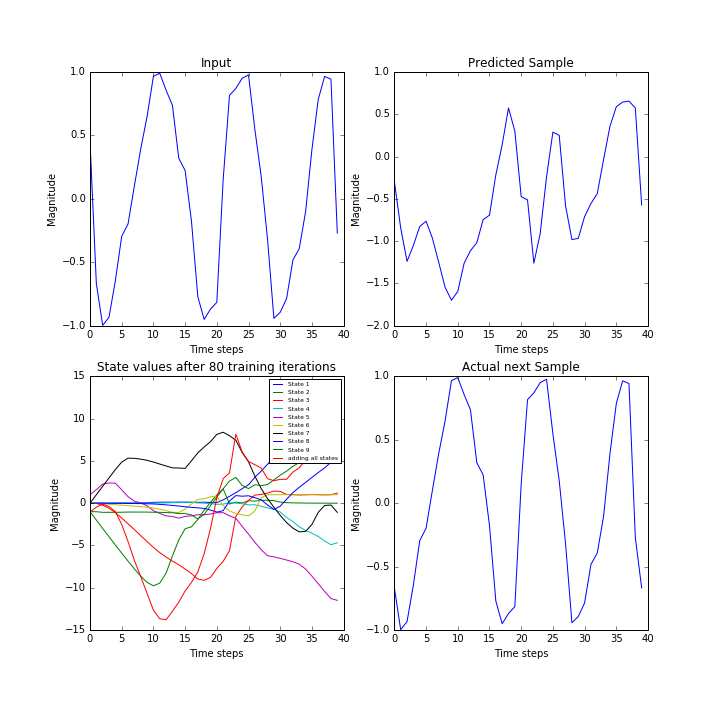 Input
1.0
0.5
0.0
−0.5
−1.0
Magnitude
0 5 10 15 20 25 30 35 40
Time steps
Predicted Sample
1.0
0.5
0.0
−0.5
−1.0
−1.5
−2.0
Magnitude
0 5 10 15 20 25 30 35 40
Time steps
State values after 80 training iterations
15
10
5
0
−5
−10
−15
Magnitude
State 1
State 2
State 3
State 4
State 5
State 6
State 7
State 8
State 9
adding all states
0 5 10 15 20 25 30 35 40
Time steps
Actual next Sample
1.0
0.5
0.0
−0.5
−1.0
Magnitude
0 5 10 15 20 25 30 35 40
Time steps